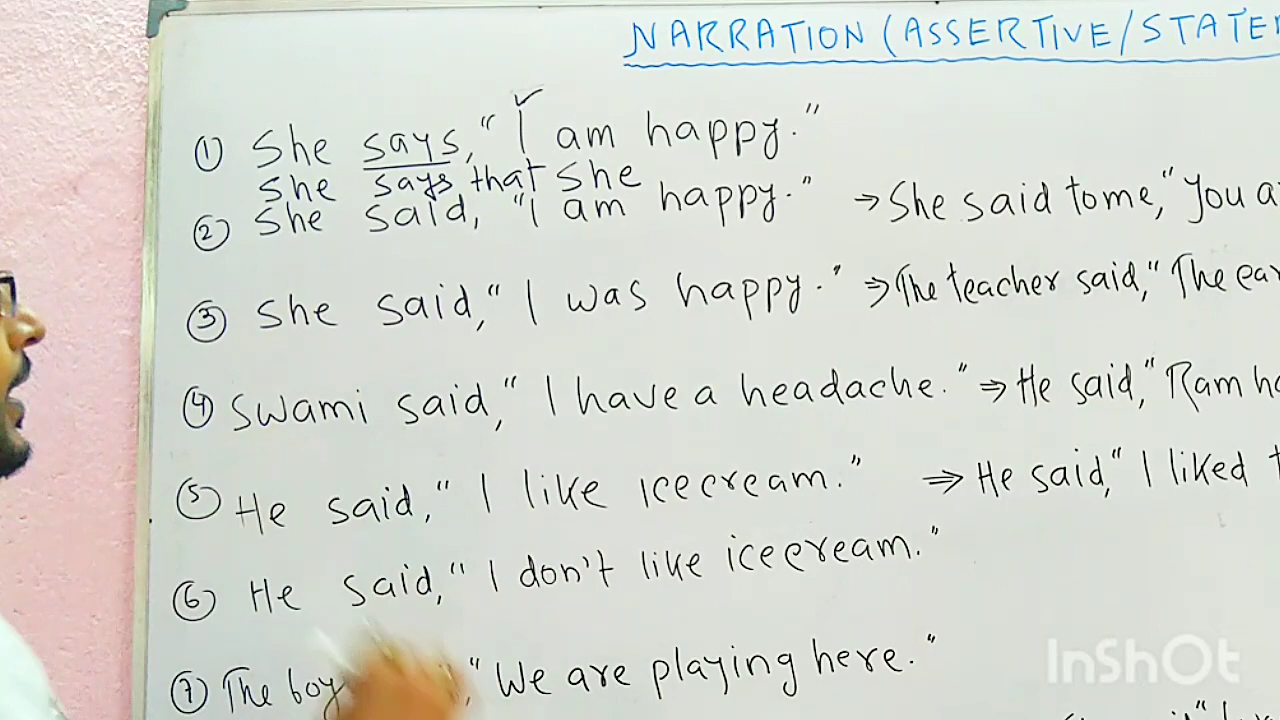 NARRATION (ASSERTIVE/STATE
① She says, "I am happy."
She says that she
② She said, "I am happy." → She said to me, "You a
③ She said, "I was happy." ⇒ The teacher said, "The ear
④ Swami said, "I have a headache." ⇒ He said, "Ram ha
⑤ He said, "I like icecream." ⇒ He said, "I liked t
⑥ He said, "I don't like icecream."
⑦ The boy , "We are playing here."
InShOt